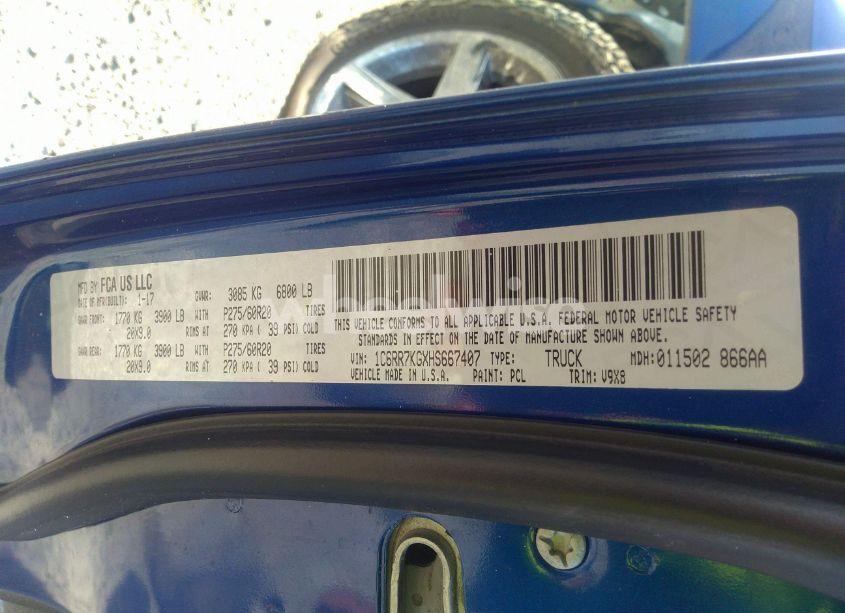 MFD BY FCA US LLC
DATE OF MFR(BUILT): 1-17 GVWR: 3085 KG 6800 LB
GAWR FRONT: 1770 KG 3900 LB WITH P275/60R20 TIRES
20X9.0 RIMS AT 270 KPA ( 39 PSI) COLD
GAWR REAR: 1770 KG 3900 LB WITH P275/60R20 TIRES
20X9.0 RIMS AT 270 KPA ( 39 PSI) COLD
THIS VEHICLE CONFORMS TO ALL APPLICABLE U.S.A. FEDERAL MOTOR VEHICLE SAFETY
STANDARDS IN EFFECT ON THE DATE OF MANUFACTURE SHOWN ABOVE.
VIN: 1C6RR7KGXHS667407 TYPE: TRUCK MDH: 011502 866AA
VEHICLE MADE IN U.S.A. PAINT: PCL TRIM: V9X8